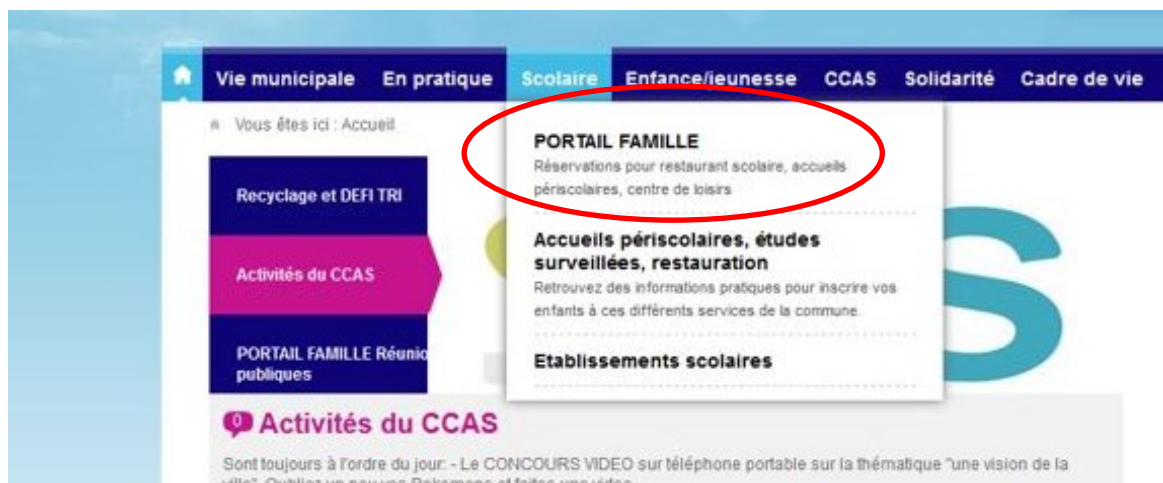 Vie municipale En pratique Scolaire Enfance/jeunesse CCAS Solidarité Cadre de vie
Vous êtes ici : Accueil
Recyclage et DEFI TRI
Activités du CCAS
PORTAIL FAMILLE Réunio
publiques
PORTAIL FAMILLE
Réservations pour restaurant scolaire, accueils
périscolaires, centre de loisirs
Accueils périscolaires, études
surveillées, restauration
Retrouvez des informations pratiques pour inscrire vos
enfants à ces différents services de la commune.
Etablissements scolaires
S
0 Activités du CCAS
Sont toujours à l'ordre du jour: - Le CONCOURS VIDEO sur téléphone portable sur la thématique "une vision de la